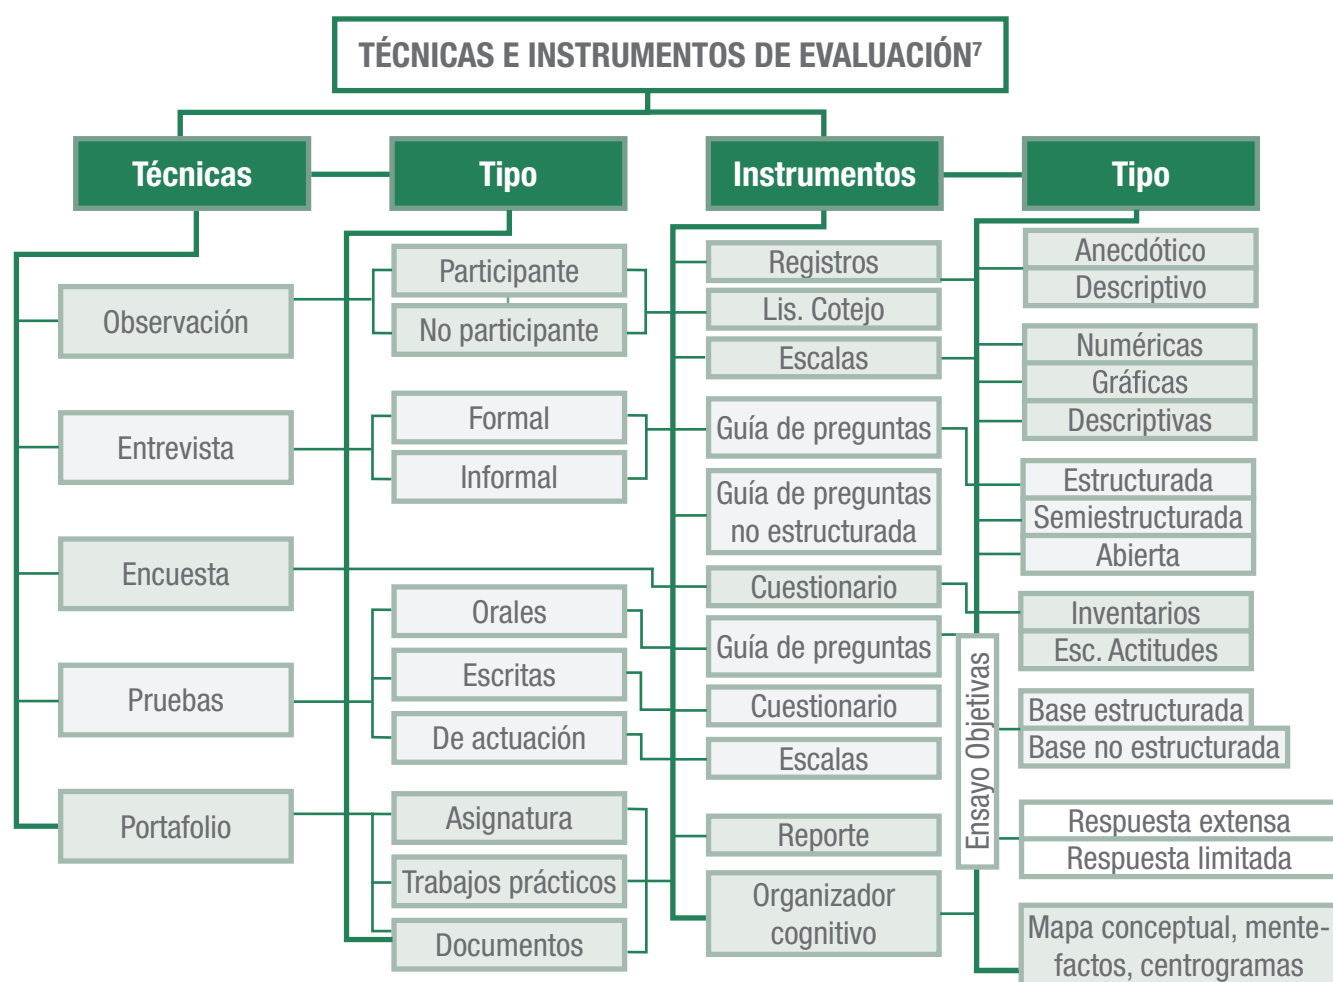 TÉCNICAS E INSTRUMENTOS DE EVALUACIÓN⁷
Técnicas
Tipo
Instrumentos
Tipo
Observación
Entrevista
Encuesta
Pruebas
Portafolio
Participante
No participante
Formal
Informal
Orales
Escritas
De actuación
Asignatura
Trabajos prácticos
Documentos
Registros
Lis. Cotejo
Escalas
Guía de preguntas
Guía de preguntas
no estructurada
Cuestionario
Guía de preguntas
Cuestionario
Escalas
Reporte
Organizador
cognitivo
Ensayo Objetivas
Anecdótico
Descriptivo
Numéricas
Gráficas
Descriptivas
Estructurada
Semiestructurada
Abierta
Inventarios
Esc. Actitudes
Base estructurada
Base no estructurada
Respuesta extensa
Respuesta limitada
Mapa conceptual, mente-
factos, centrogramas